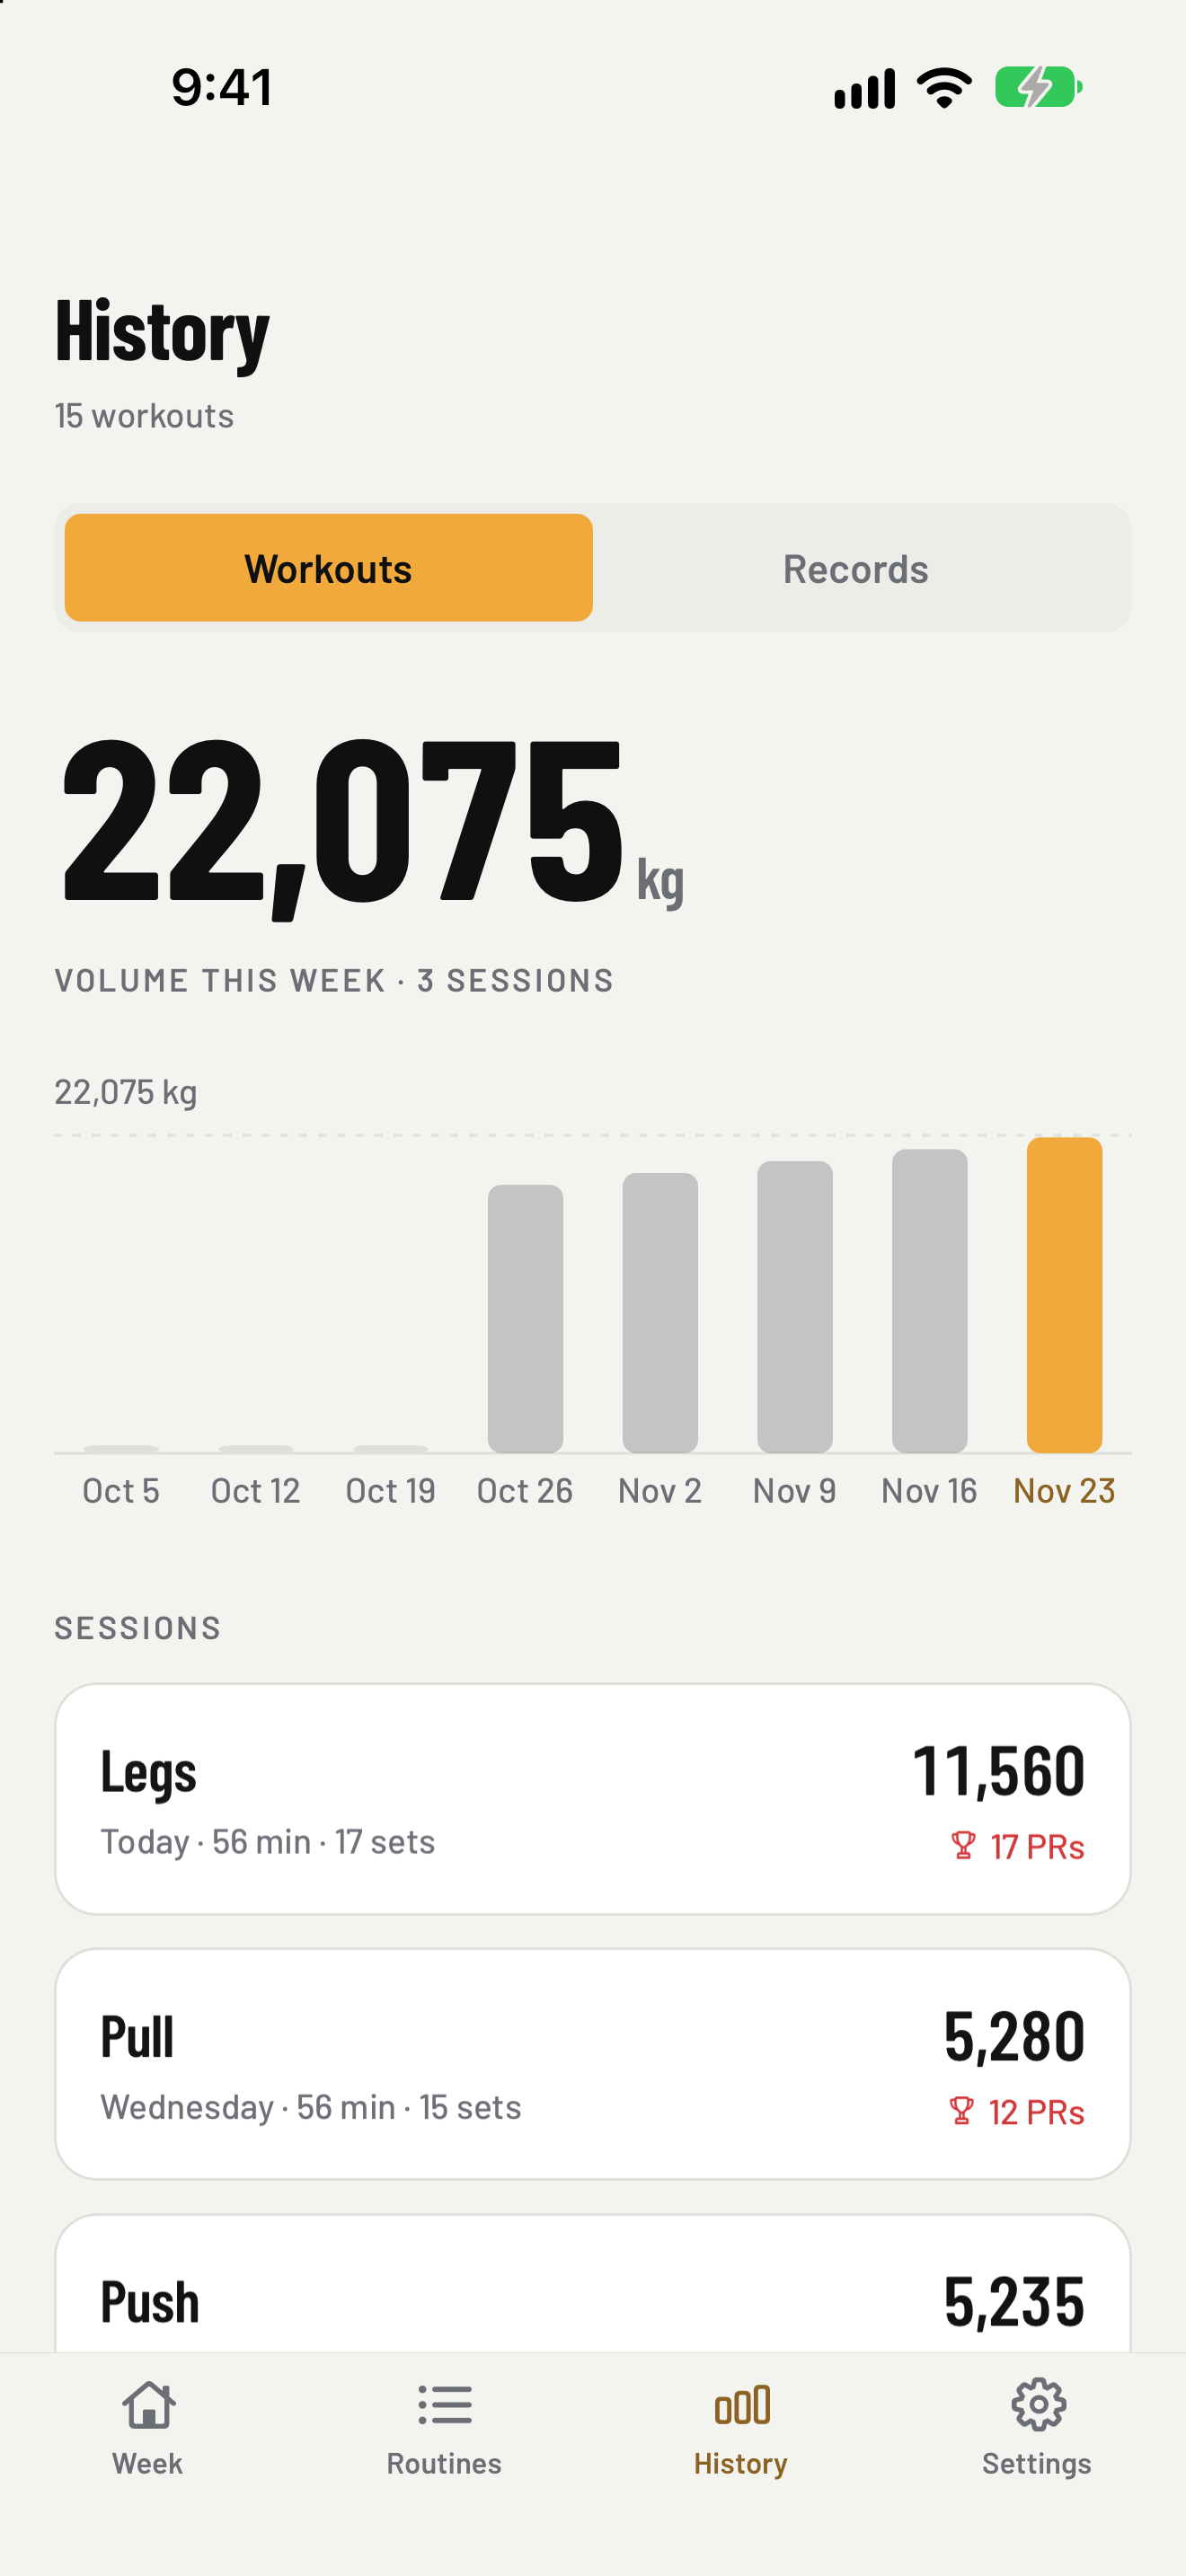 9:41
History
15 workouts
Workouts Records
22,075 kg
VOLUME THIS WEEK · 3 SESSIONS
22,075 kg
Oct 5 Oct 12 Oct 19 Oct 26 Nov 2 Nov 9 Nov 16 Nov 23
SESSIONS
Legs 11,560
Today · 56 min · 17 sets 17 PRs
Pull 5,280
Wednesday · 56 min · 15 sets 12 PRs
Push 5,235
Week Routines History Settings